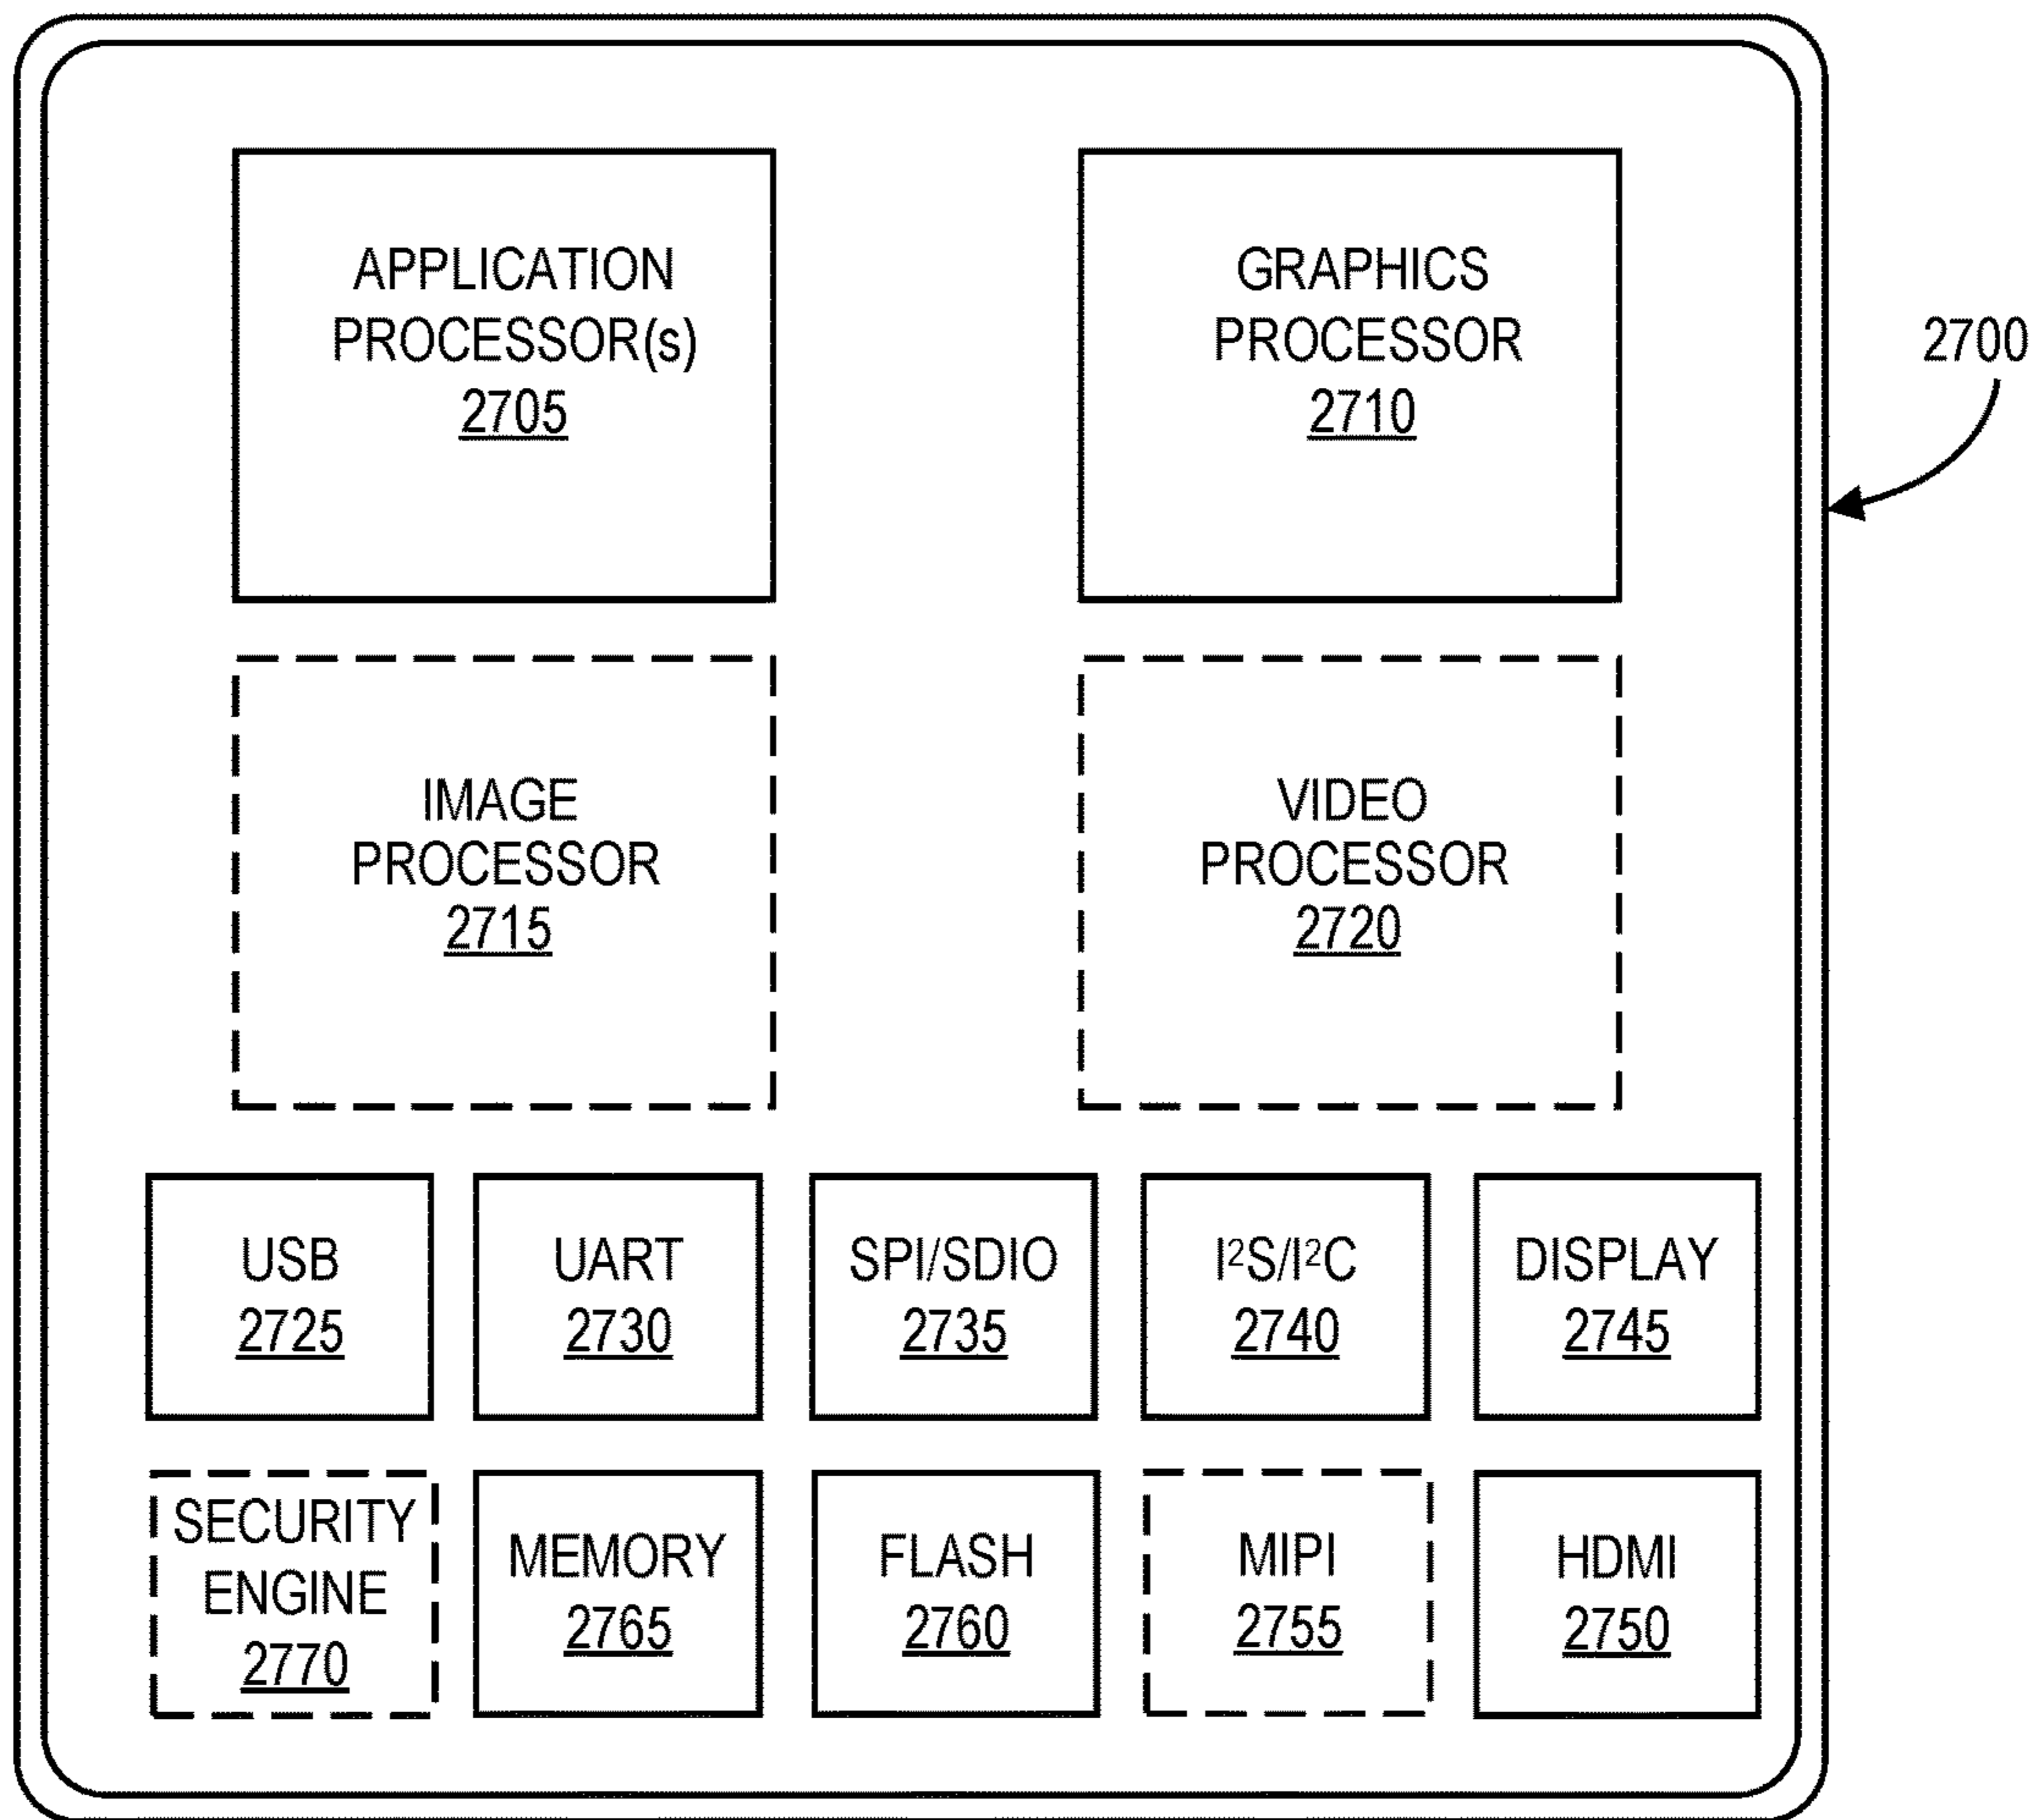 APPLICATION
PROCESSOR(s)
2705
GRAPHICS
PROCESSOR
2710
2700
IMAGE
PROCESSOR
2715
VIDEO
PROCESSOR
2720
USB
2725
UART
2730
SPI/SDIO
2735
I²S/I²C
2740
DISPLAY
2745
SECURITY
ENGINE
2770
MEMORY
2765
FLASH
2760
MIPI
2755
HDMI
2750